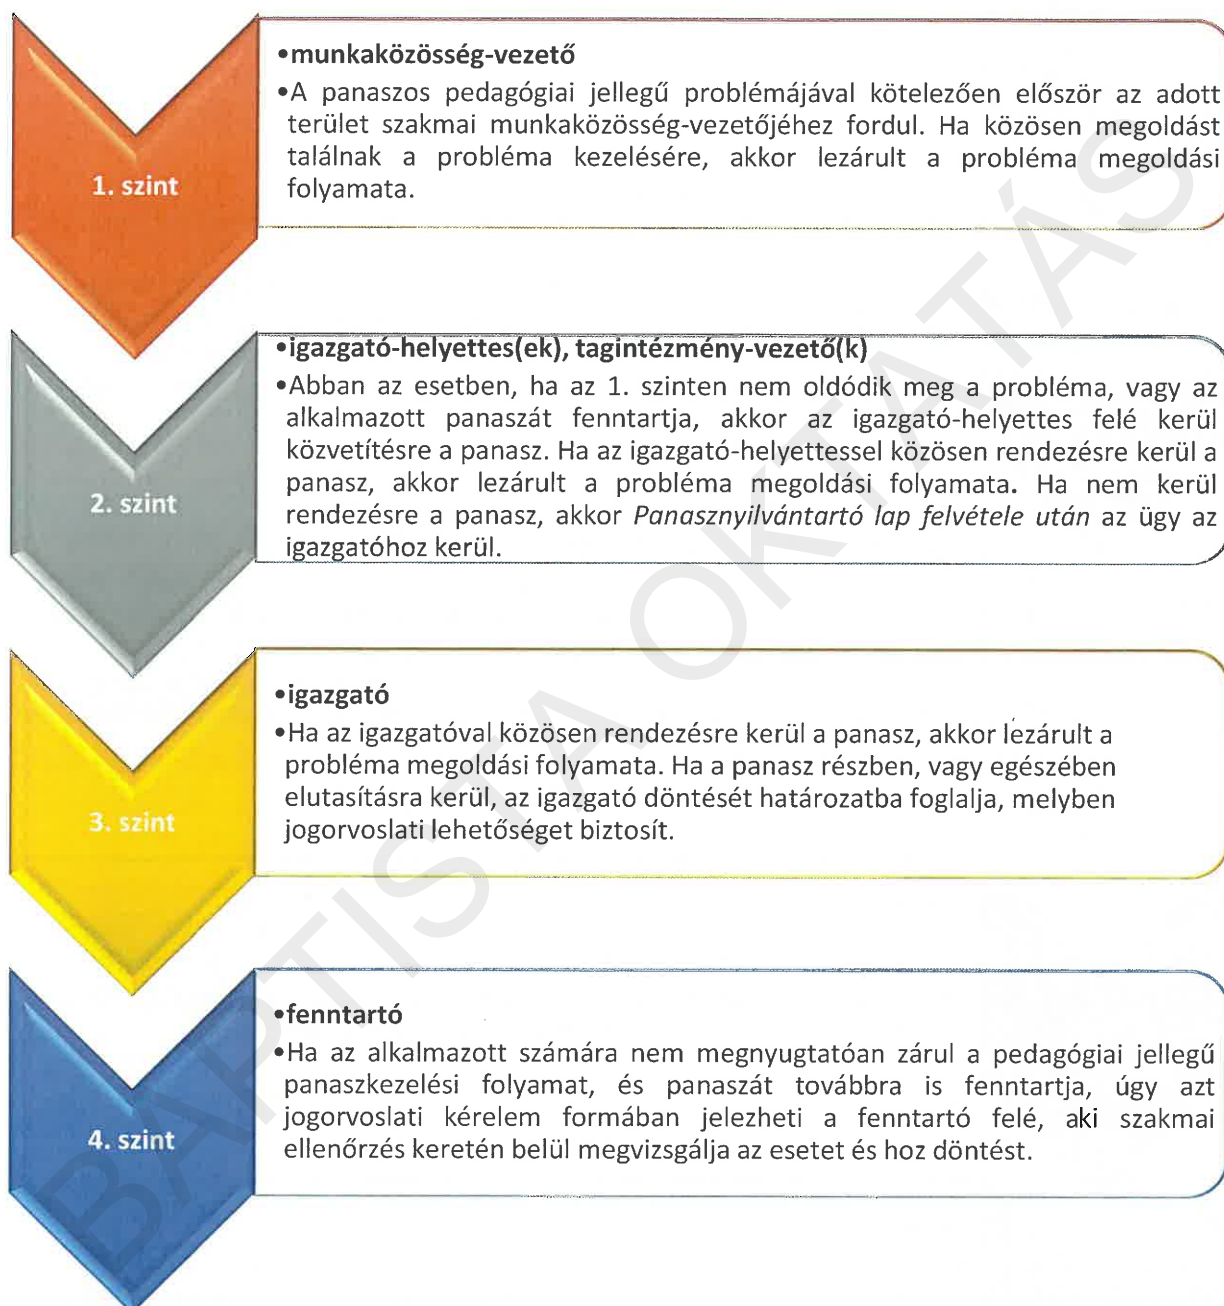 •munkaközösség-vezető
•A panaszos pedagógiai jellegű problémájával kötelezően először az adott
terület szakmai munkaközösség-vezetőjéhez fordul. Ha közösen megoldást
találnak a probléma kezelésére, akkor lezárult a probléma megoldási
folyamata.
1. szint
•igazgató-helyettes(ek), tagintézmény-vezető(k)
•Abban az esetben, ha az 1. szinten nem oldódik meg a probléma, vagy az
alkalmazott panaszát fenntartja, akkor az igazgató-helyettes felé kerül
közvetítésre a panasz. Ha az igazgató-helyettessel közösen rendezésre kerül a
panasz, akkor lezárult a probléma megoldási folyamata. Ha nem kerül
rendezésre a panasz, akkor Panasznyilvántartó lap felvétele után az ügy az
igazgatóhoz kerül.
2. szint
•igazgató
•Ha az igazgatóval közösen rendezésre kerül a panasz, akkor lezárult a
probléma megoldási folyamata. Ha a panasz részben, vagy egészében
elutasításra kerül, az igazgató döntését határozatba foglalja, melyben
jogorvoslati lehetőséget biztosít.
3. szint
•fenntartó
•Ha az alkalmazott számára nem megnyugtatóan zárul a pedagógiai jellegű
panaszkezelési folyamat, és panaszát továbbra is fenntartja, úgy azt
jogorvoslati kérelem formában jelezheti a fenntartó felé, aki szakmai
ellenőrzés keretén belül megvizsgálja az esetet és hoz döntést.
4. szint
BAPTISTA OKTATÁS